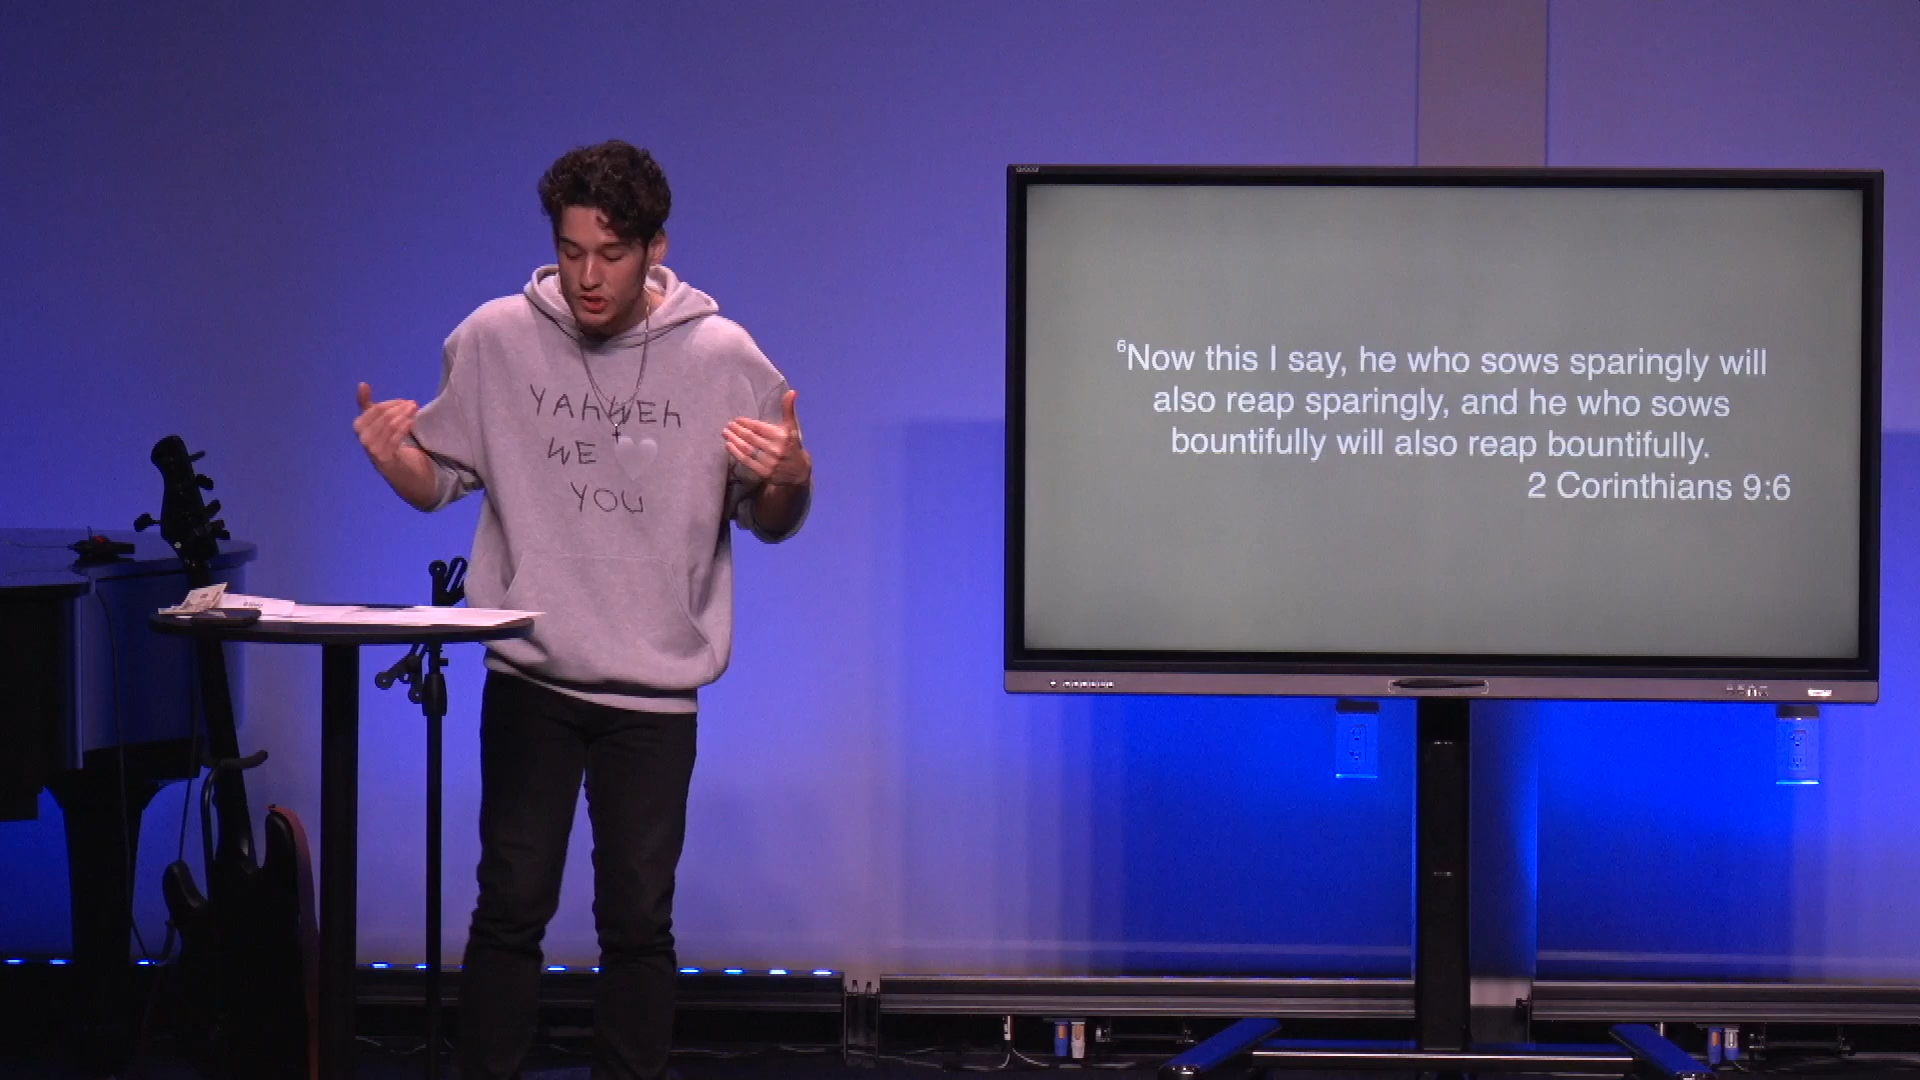 YAhWEh
WE
YOU
⁶Now this I say, he who sows sparingly will
also reap sparingly, and he who sows
bountifully will also reap bountifully.
2 Corinthians 9:6